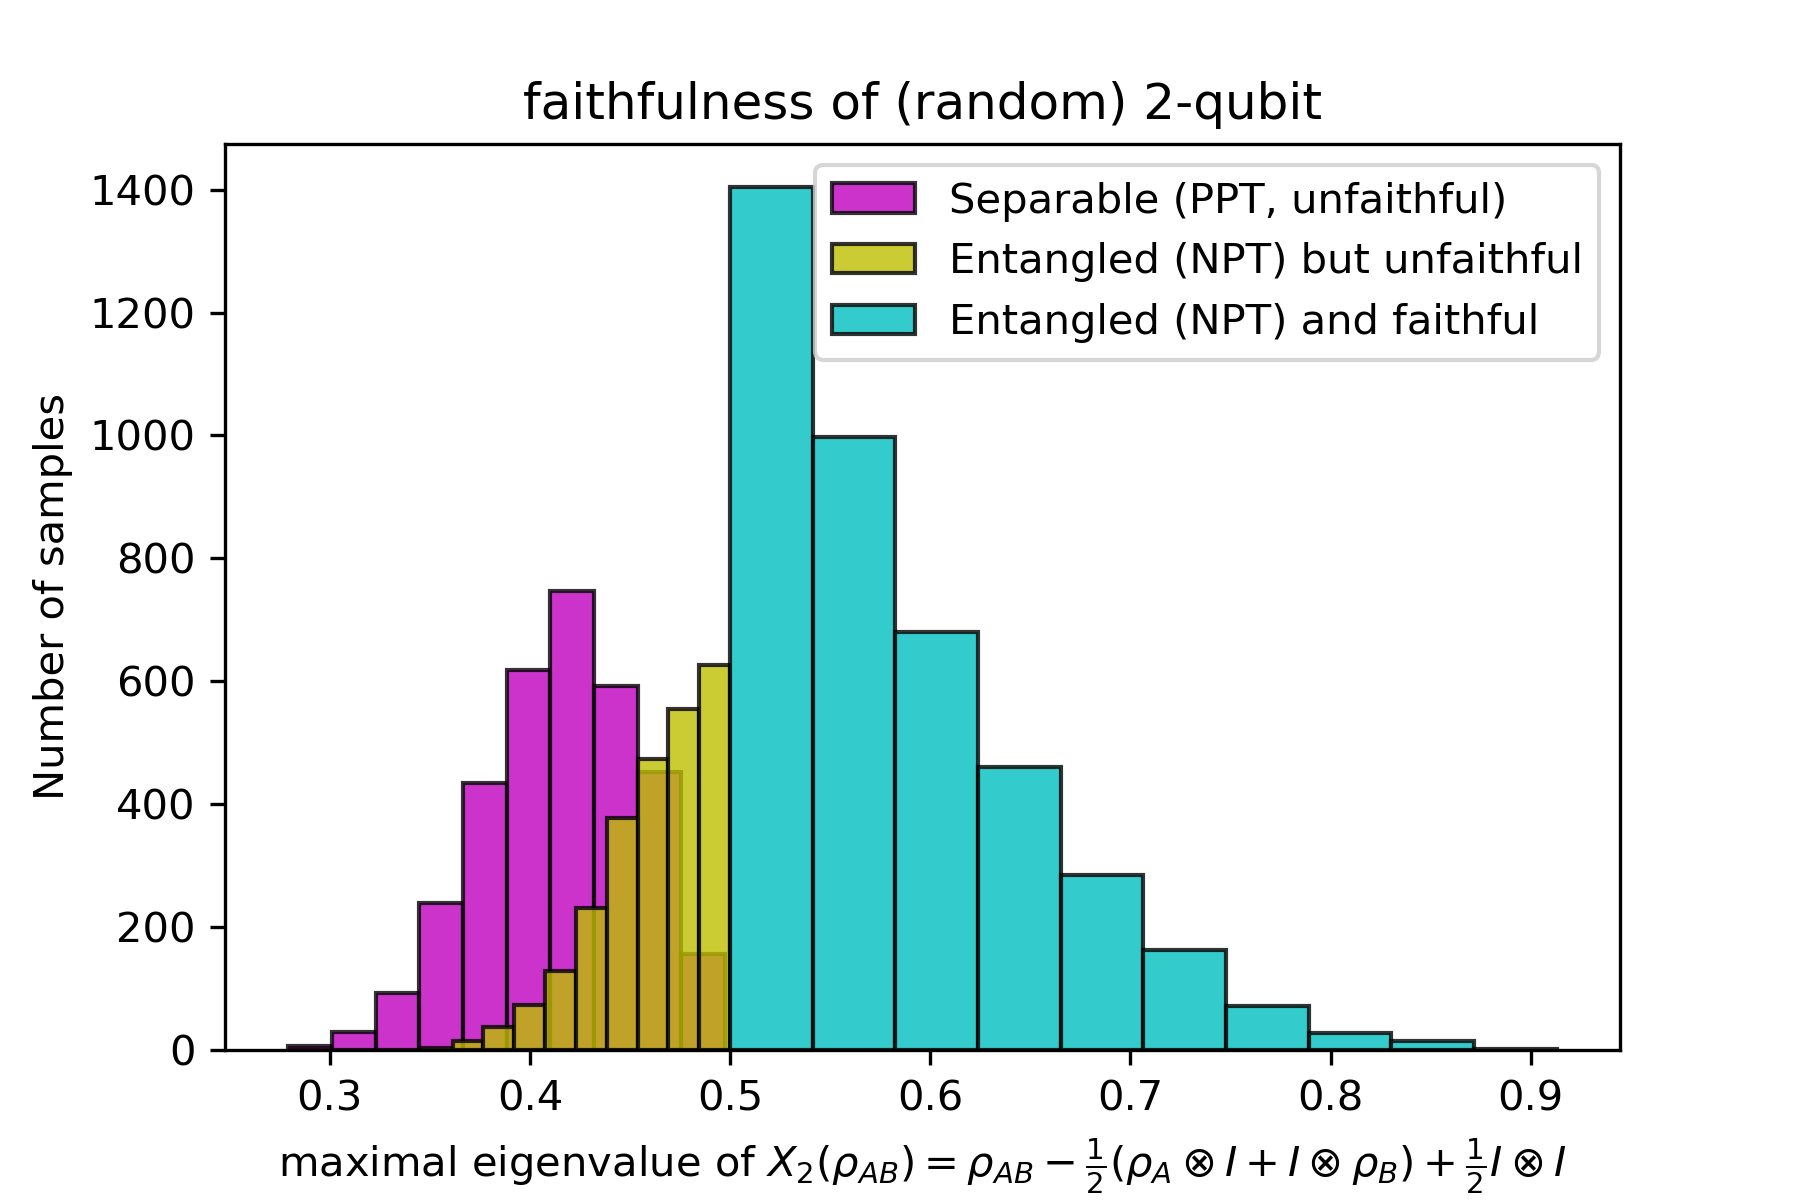 faithfulness of (random) 2-qubit
Separable (PPT, unfaithful)
Entangled (NPT) but unfaithful
Entangled (NPT) and faithful
Number of samples
1400
1200
1000
800
600
400
200
0
0.3 0.4 0.5 0.6 0.7 0.8 0.9
maximal eigenvalue of X₂(ρ_AB) = ρ_AB − ½(ρ_A ⊗ I + I ⊗ ρ_B) + ½I ⊗ I